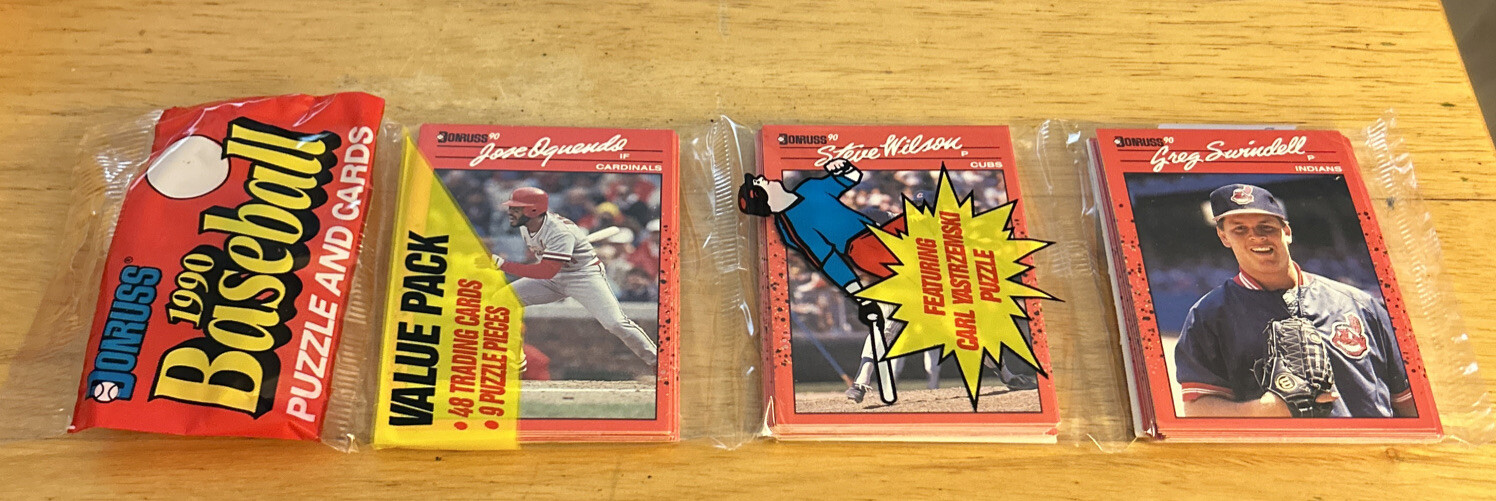 DONRUSS®
1990
Baseball
PUZZLE AND CARDS
VALUE PACK
• 48 TRADING CARDS
• 9 PUZZLE PIECES
DONRUSS 90
Jose Oquendo
IF
CARDINALS
DONRUSS 90
Steve Wilson
P
CUBS
FEATURING
CARL YASTRZEMSKI
PUZZLE
DONRUSS 90
Greg Swindell
P
INDIANS